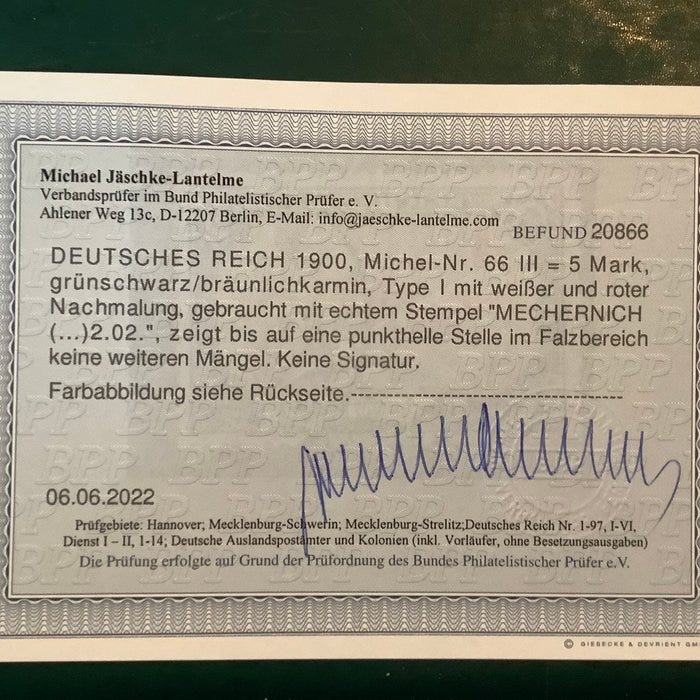 Michael Jäschke-Lantelme
Verbandsprüfer im Bund Philatelistischer Prüfer e. V.
Ahlener Weg 13c, D-12207 Berlin, E-Mail: info@jaeschke-lantelme.com
BEFUND 20866
DEUTSCHES REICH 1900, Michel-Nr. 66 III = 5 Mark,
grünschwarz/bräunlichkarmin, Type I mit weißer und roter
Nachmalung, gebraucht mit echtem Stempel "MECHERNICH
(...)2.02.", zeigt bis auf eine punkthelle Stelle im Falzbereich
keine weiteren Mängel. Keine Signatur.
Farbabbildung siehe Rückseite.------------------------------------
06.06.2022
Prüfgebiete: Hannover; Mecklenburg-Schwerin; Mecklenburg-Strelitz;Deutsches Reich Nr. 1-97, I-VI,
Dienst I – II, 1-14; Deutsche Auslandspostämter und Kolonien (inkl. Vorläufer, ohne Besetzungsausgaben)
Die Prüfung erfolgte auf Grund der Prüfordnung des Bundes Philatelistischer Prüfer e.V.
© GIESECKE & DEVRIENT GM